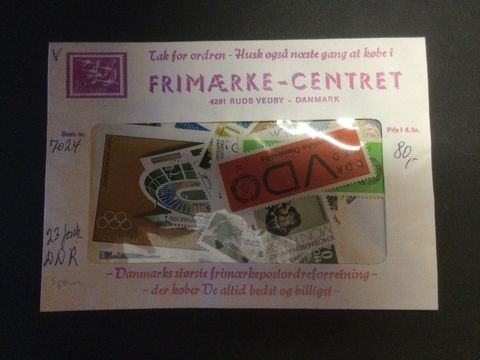 V
Tak for ordren - Husk også næste gang at købe i
FRIMÆRKE-CENTRET
4291 RUDS VEDBY - DANMARK
Best. nr.
7024
Pris i d. kr.
80,-
DDR
VDO
23 forsk
DDR
- Danmarks største frimærkepostordreforretning -
- der køber De altid bedst og billigst -